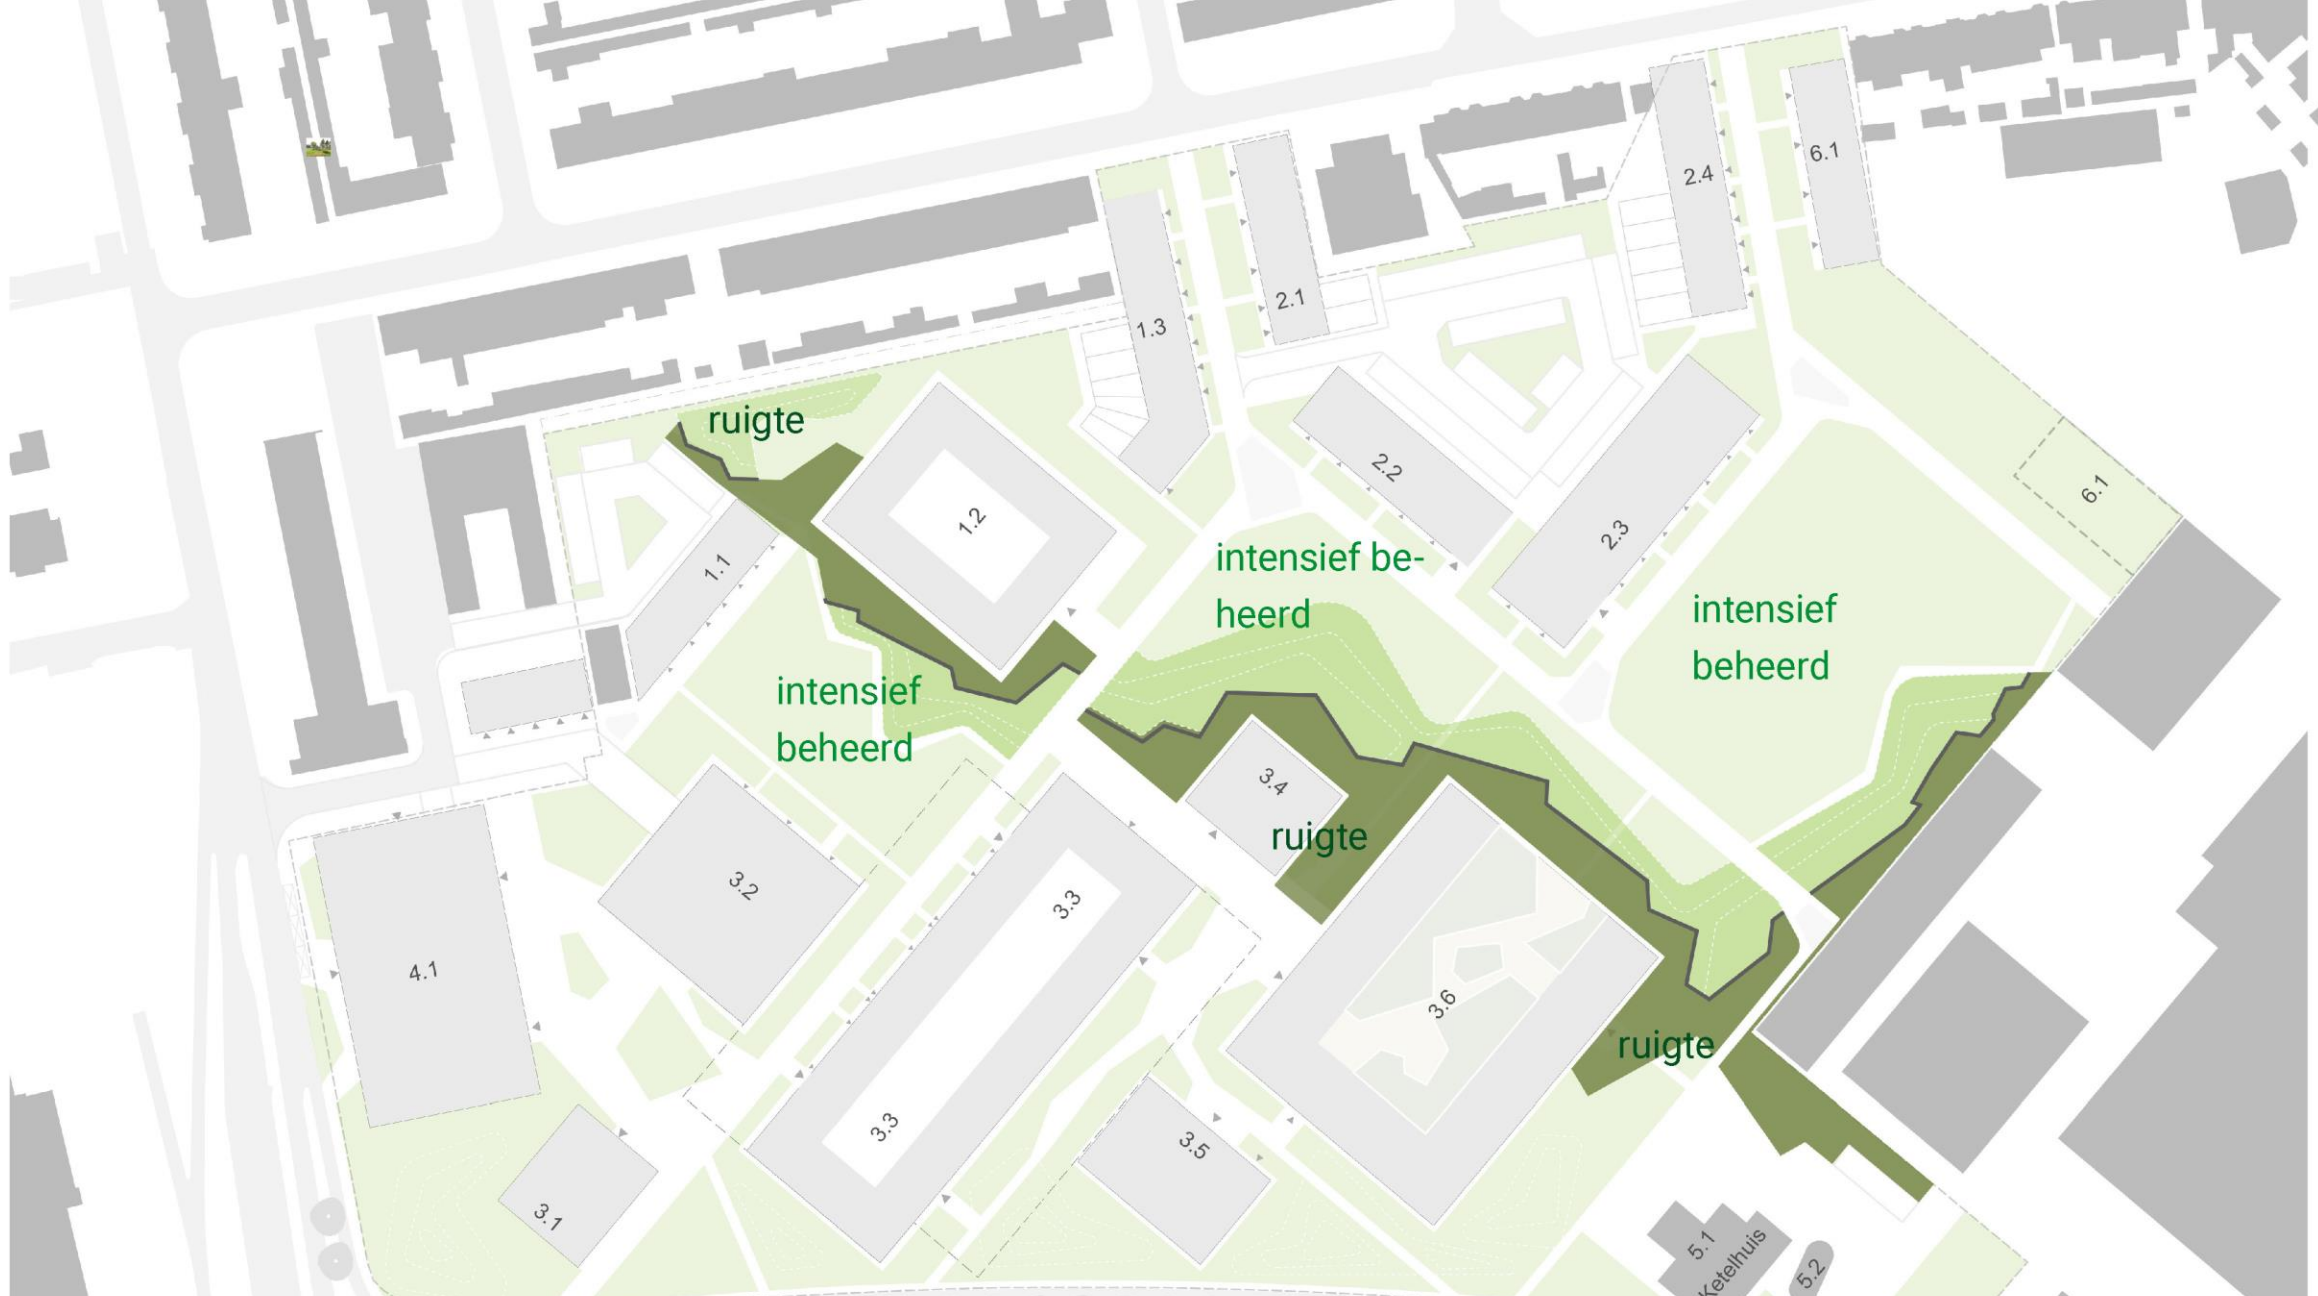 6.1
2.4
2.1
1.3
ruigte
2.2
6.1
1.2
2.3
1.1
intensief be-
heerd
intensief
beheerd
intensief
beheerd
3.4
ruigte
3.2
3.3
4.1
3.6
ruigte
3.3
3.5
3.1
5.1
Ketelhuis
5.2